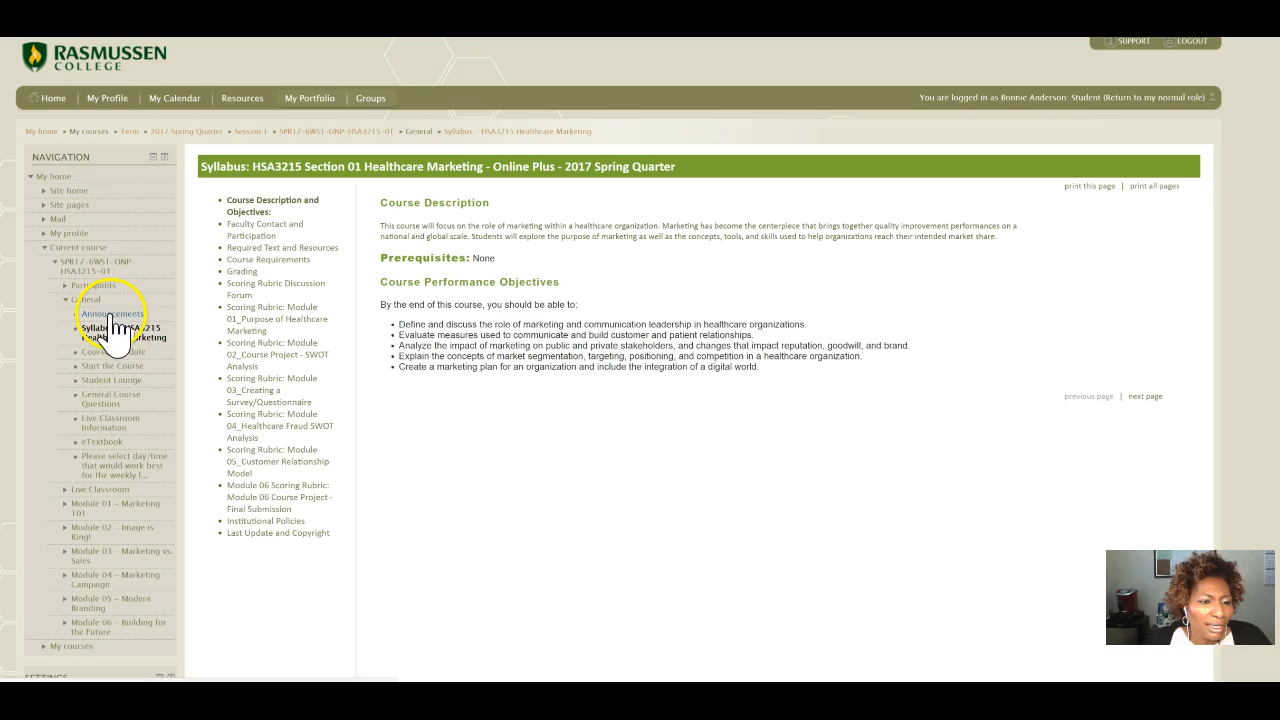 RASMUSSEN
COLLEGE
SUPPORT
LOGOUT
Home
My Profile
My Calendar
Resources
My Portfolio
Groups
You are logged in as Bonnie Anderson: Student (Return to my normal role)
My home
My courses
Term
2017 Spring Quarter
Session 1
SPR17-6WS1-ONP-HSA3215-01
General
Syllabus - HSA3215 Healthcare Marketing
NAVIGATION
My home
Site home
Site pages
Mail
My profile
Current course
SPR17-6WS1-ONP-
HSA3215-01
Participants
General
Announcements
Course
Start the Course
Student Lounge
General Course
Questions
Live Classroom
Information
eTextbook
Please select day/time
that would work best
for the weekly l...
Live Classroom
Module 01 - Marketing
101
Module 02 - Image is
King!
Module 03 - Marketing vs.
Sales
Module 04 - Marketing
Campaign
Module 05 - Modern
Branding
Module 06 - Building for
the Future
My courses
SETTINGS
Syllabus: HSA3215 Section 01 Healthcare Marketing - Online Plus - 2017 Spring Quarter
print this page | print all pages
Course Description and
Objectives:
Faculty Contact and
Participation
Required Text and Resources
Course Requirements
Grading
Scoring Rubric Discussion
Forum
Scoring Rubric: Module
01_Purpose of Healthcare
Marketing
Scoring Rubric: Module
02_Course Project - SWOT
Analysis
Scoring Rubric: Module
03_Creating a
Survey/Questionnaire
Scoring Rubric: Module
04_Healthcare Fraud SWOT
Analysis
Scoring Rubric: Module
05_Customer Relationship
Model
Module 06 Scoring Rubric:
Module 06 Course Project -
Final Submission
Institutional Policies
Last Update and Copyright
Course Description
This course will focus on the role of marketing within a healthcare organization. Marketing has become the centerpiece that brings together quality improvement performances on a
national and global scale. Students will explore the purpose of marketing as well as the concepts, tools, and skills used to help organizations reach their intended market share.
Prerequisites: None
Course Performance Objectives
By the end of this course, you should be able to:
Define and discuss the role of marketing and communication leadership in healthcare organizations.
Evaluate measures used to communicate and build customer and patient relationships.
Analyze the impact of marketing on public and private stakeholders, and changes that impact reputation, goodwill, and brand.
Explain the concepts of market segmentation, targeting, positioning, and competition in a healthcare organization.
Create a marketing plan for an organization and include the integration of a digital world.
previous page | next page